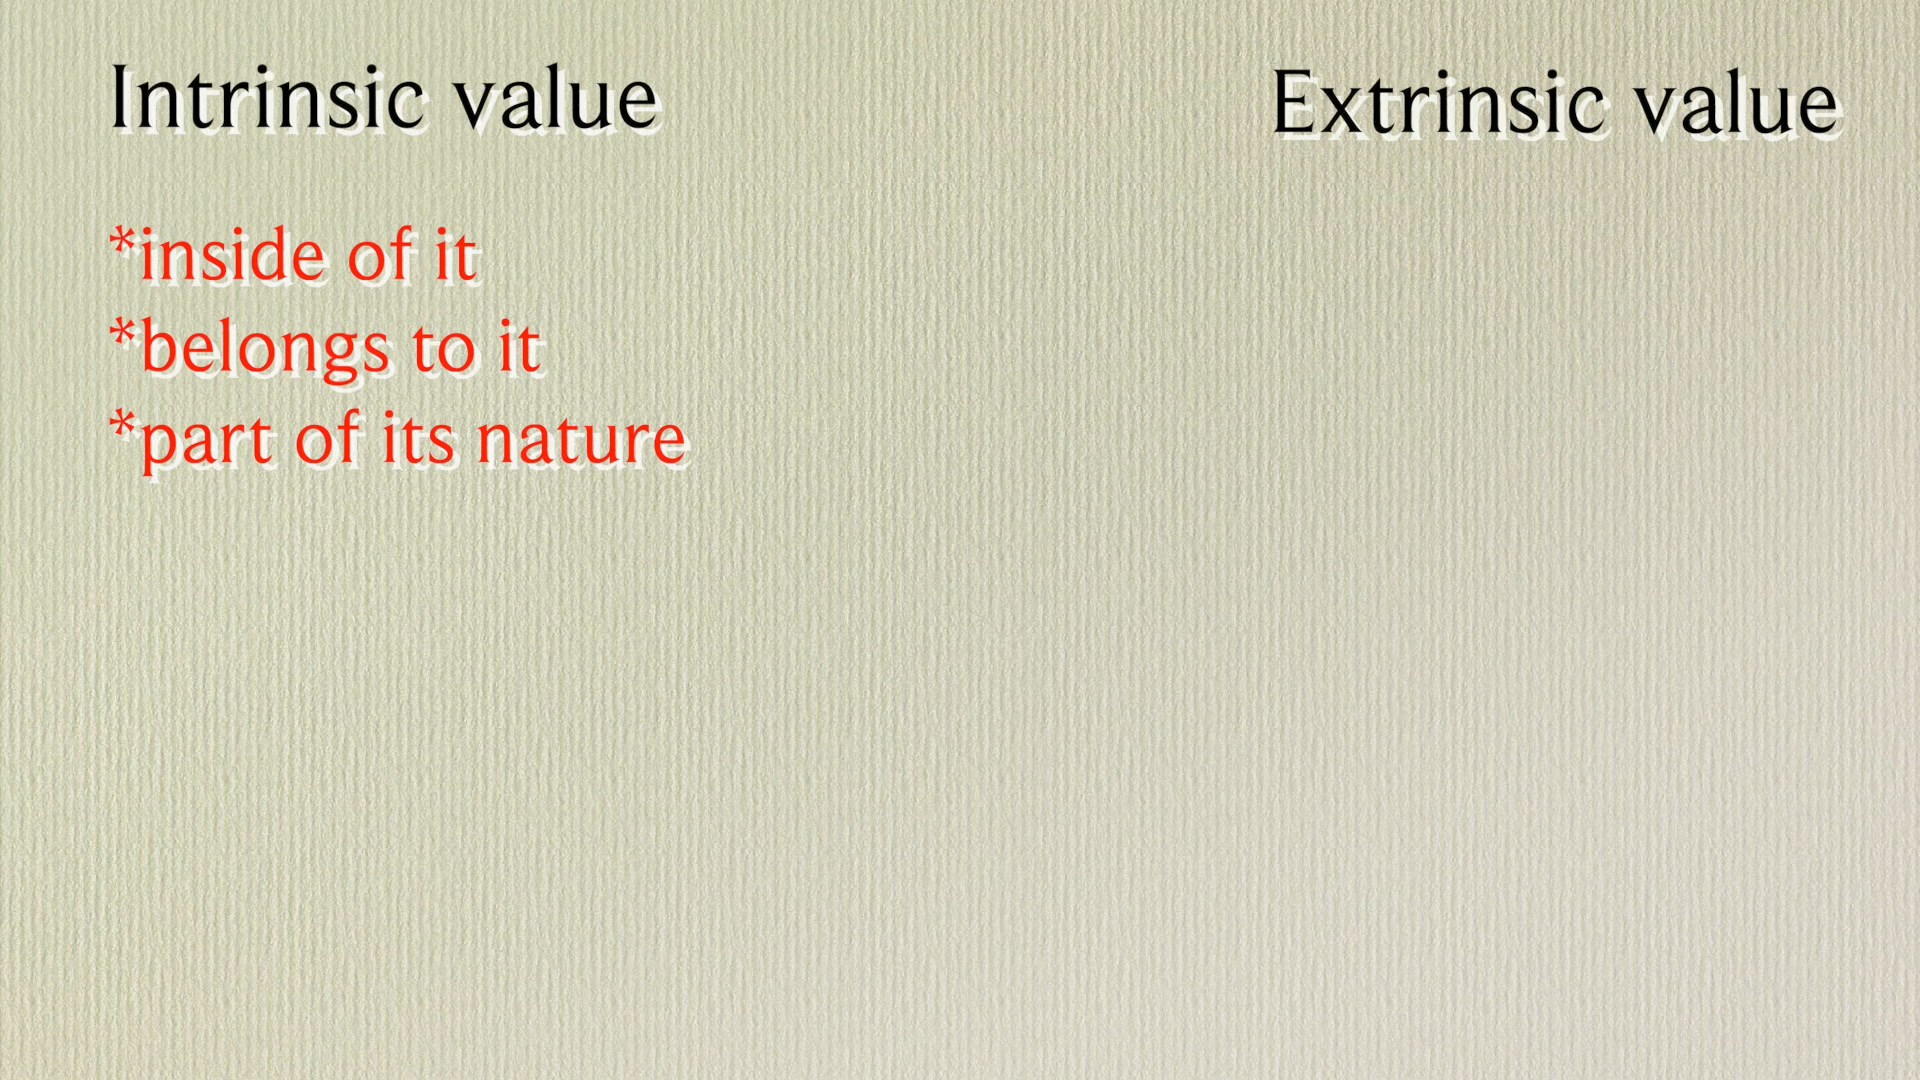 Intrinsic value
Extrinsic value
*inside of it
*belongs to it
*part of its nature